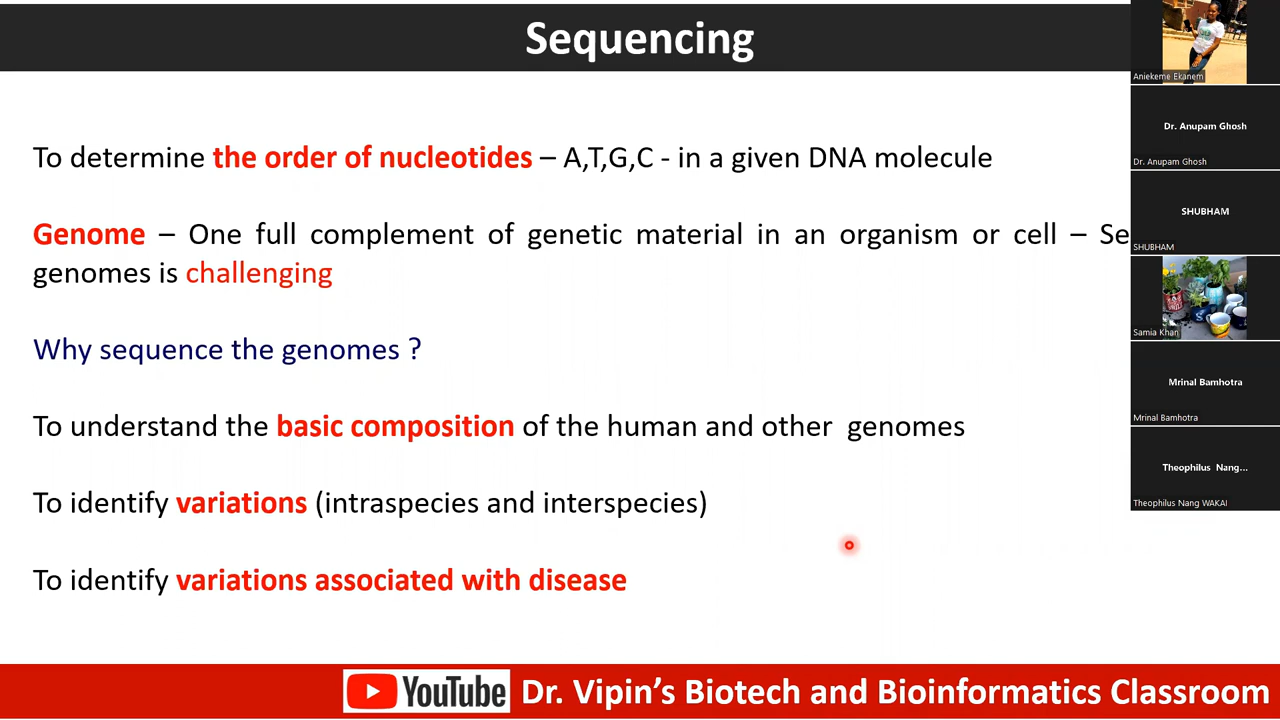 Sequencing
To determine the order of nucleotides – A,T,G,C - in a given DNA molecule
Genome – One full complement of genetic material in an organism or cell – Se
genomes is challenging
Why sequence the genomes ?
To understand the basic composition of the human and other genomes
To identify variations (intraspecies and interspecies)
To identify variations associated with disease
Aniekeme Ekanem
Dr. Anupam Ghosh
Dr. Anupam Ghosh
SHUBHAM
SHUBHAM
Samia Khan
Mrinal Bamhotra
Mrinal Bamhotra
Theophilus Nang...
Theophilus Nang WAKAI
YouTube Dr. Vipin's Biotech and Bioinformatics Classroom